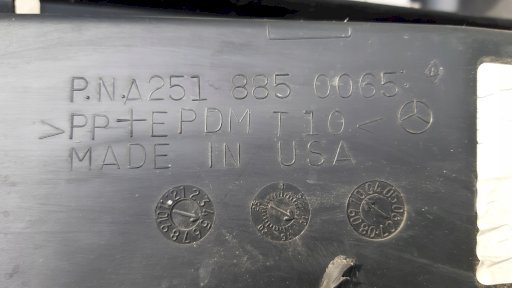 P.N.A251 885 0065
>PP+EPDM T10<
MADE IN USA